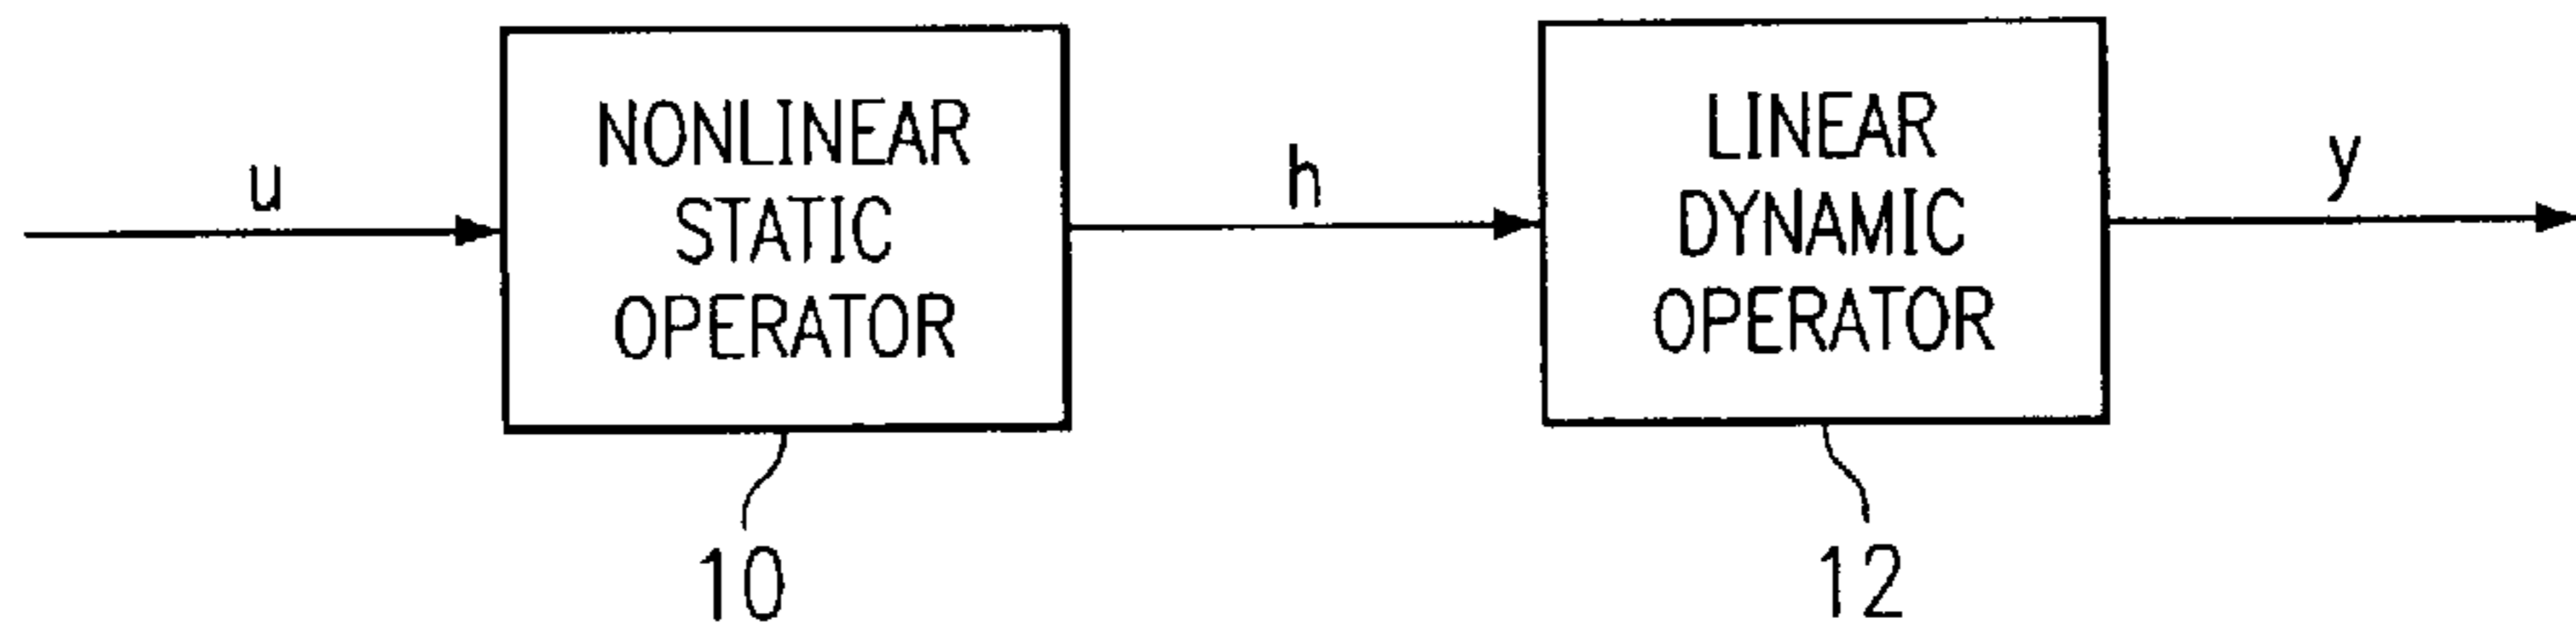 u
NONLINEAR
STATIC
OPERATOR
h
LINEAR
DYNAMIC
OPERATOR
y
10
12